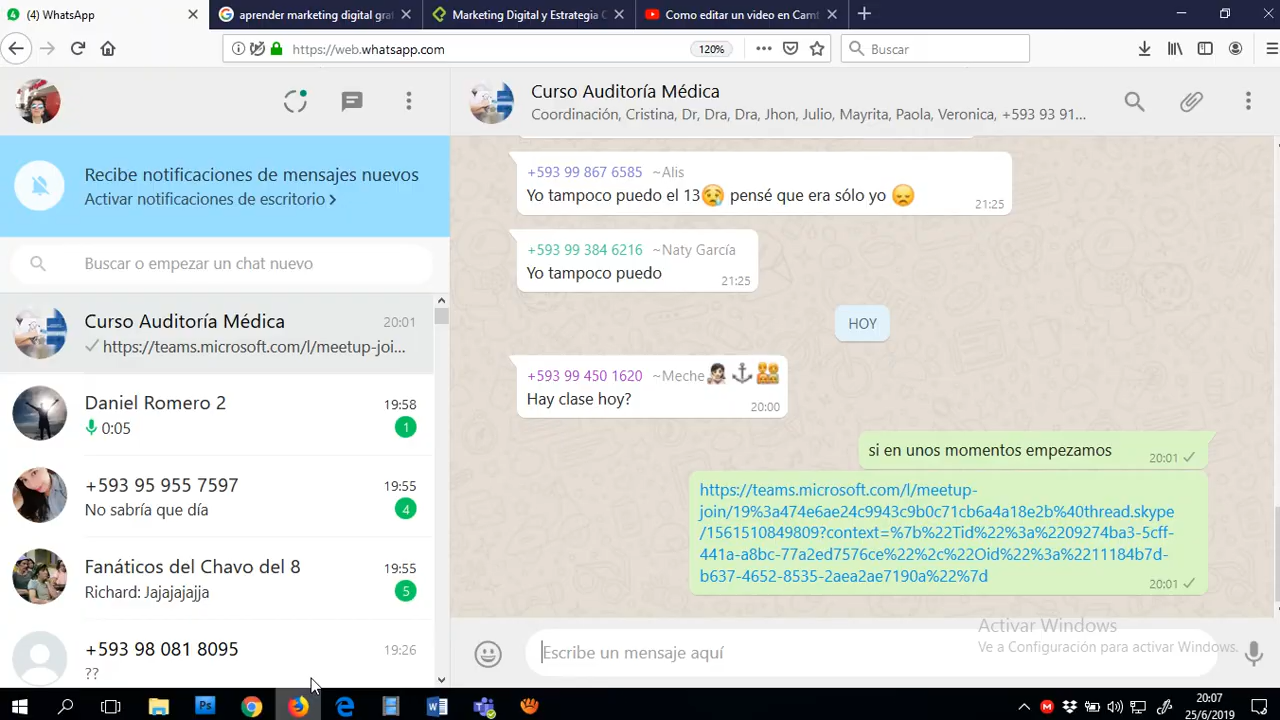 (4) WhatsApp
aprender marketing digital grat
Marketing Digital y Estrategia C
Como editar un video en Camt
https://web.whatsapp.com
120%
Buscar
Recibe notificaciones de mensajes nuevos
Activar notificaciones de escritorio
Buscar o empezar un chat nuevo
Curso Auditoría Médica 20:01
https://teams.microsoft.com/l/meetup-joi...
Daniel Romero 2 19:58
0:05 1
+593 95 955 7597 19:55
No sabría que día 4
Fanáticos del Chavo del 8 19:55
Richard: Jajajajajja 5
+593 98 081 8095 19:26
??
Curso Auditoría Médica
Coordinación, Cristina, Dr, Dra, Dra, Jhon, Julio, Mayrita, Paola, Veronica, +593 93 91...
+593 99 867 6585 ~Alis
Yo tampoco puedo el 13😢 pensé que era sólo yo 😞
21:25
+593 99 384 6216 ~Naty García
Yo tampoco puedo
21:25
HOY
+593 99 450 1620 ~Meche
Hay clase hoy?
20:00
si en unos momentos empezamos
20:01
https://teams.microsoft.com/l/meetup-
join/19%3a474e6ae24c9943c9b0c71cb6a4a18e2b%40thread.skype
/1561510849809?context=%7b%22Tid%22%3a%2209274ba3-5cff-
441a-a8bc-77a2ed7576ce%22%2c%22Oid%22%3a%2211184b7d-
b637-4652-8535-2aea2ae7190a%22%7d
20:01
Escribe un mensaje aquí
Activar Windows
Ve a Configuración para activar Windows.
20:07
25/6/2019